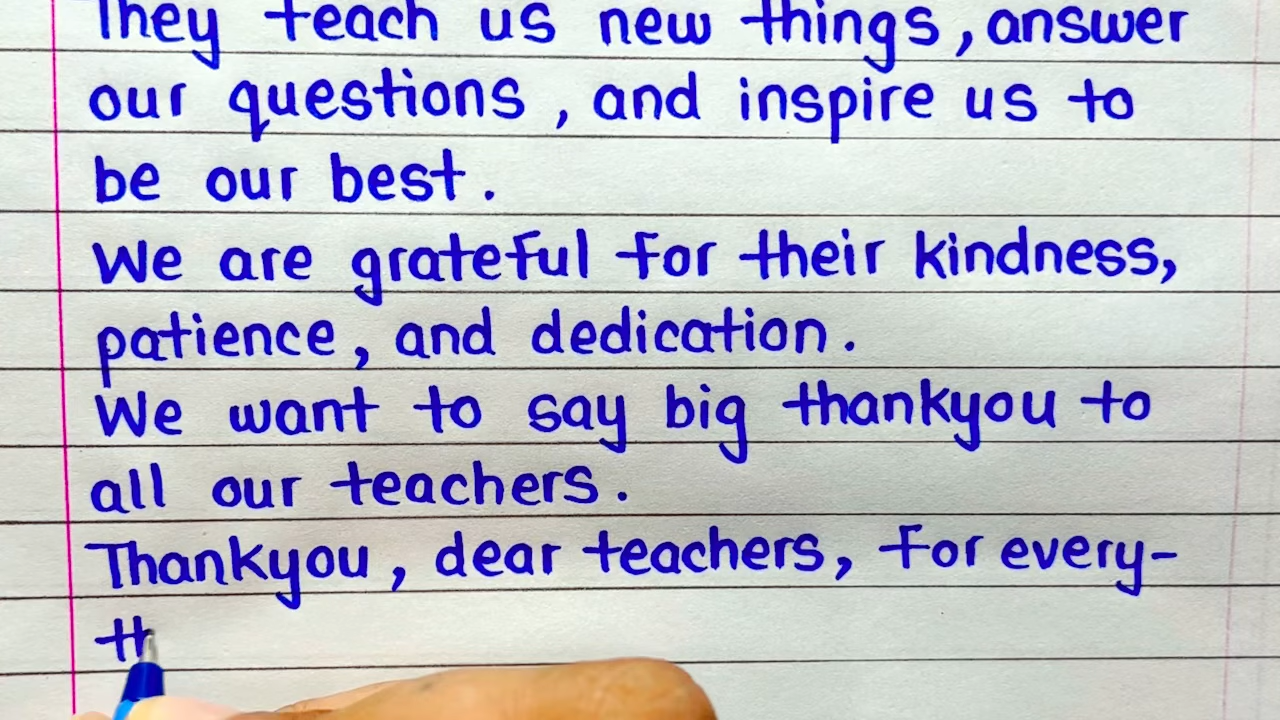 They teach us new things, answer
our questions, and inspire us to
be our best.
We are grateful for their kindness,
patience, and dedication.
We want to say big thankyou to
all our teachers.
Thankyou, dear teachers, for every-
th